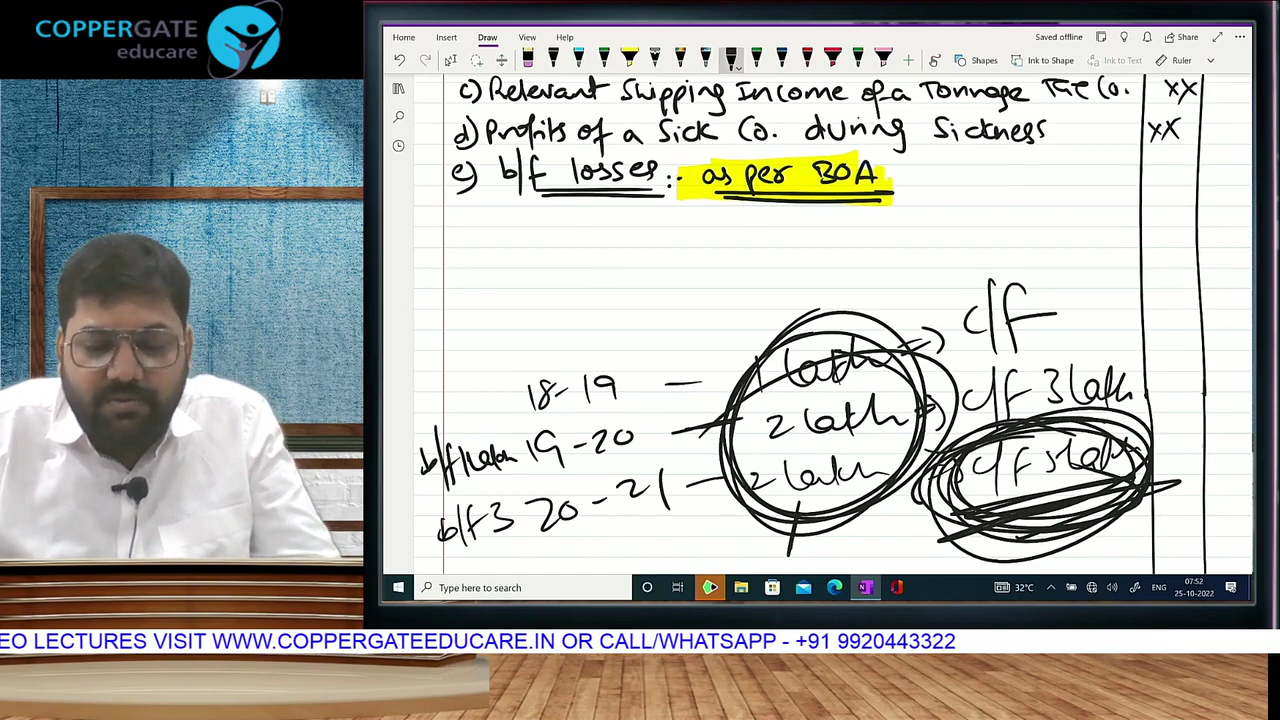 COPPERGATE
educare
Home Insert Draw View Help
Saved offline
Share
Shapes
Ink to Shape
Ink to Text
Ruler
c) Relevant Shipping Income of a Tonnage Tax Co. xx
d) Profits of a Sick Co. during Sickness xx
e) b/f losses :- as per BOA
c/f
18-19 — 1 lakh
b/f 1 lakh 19-20 — 2 lakh c/f 3 lakh
b/f 3 20-21 — 2 lakh c/f 5 lakh
Type here to search
32°C
ENG
07:52
25-10-2022
EO LECTURES VISIT WWW.COPPERGATEEDUCARE.IN OR CALL/WHATSAPP - +91 9920443322